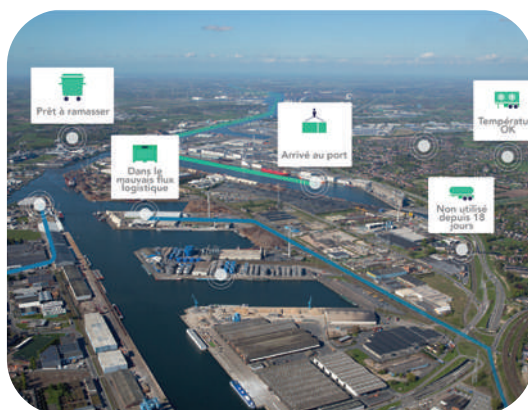 Prêt à ramasser
Dans le
mauvais flux
logistique
Arrivé au port
Températu
OK
Non utilisé
depuis 18
jours